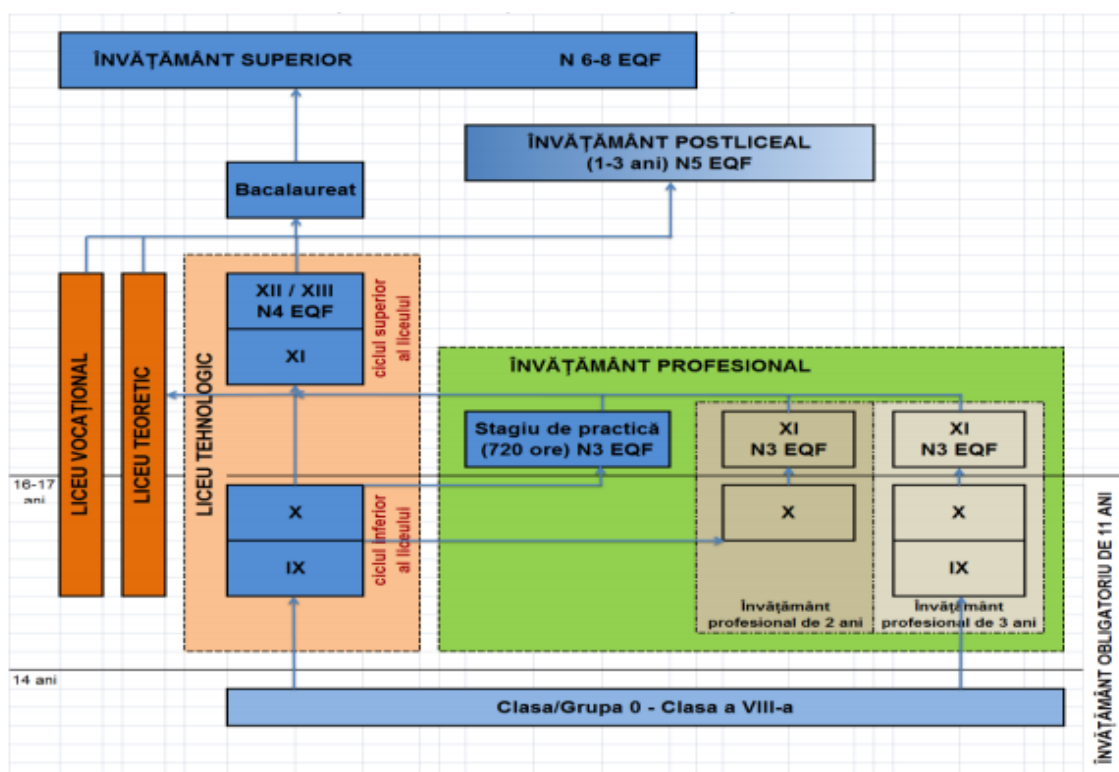 ÎNVĂȚĂMÂNT SUPERIOR N 6-8 EQF
ÎNVĂȚĂMÂNT POSTLICEAL
(1-3 ani) N5 EQF
Bacalaureat
LICEU VOCAȚIONAL
LICEU TEORETIC
LICEU TEHNOLOGIC
XII / XIII
N4 EQF
XI
ciclul superior
al liceului
ÎNVĂȚĂMÂNT PROFESIONAL
Stagiu de practică
(720 ore) N3 EQF
XI
N3 EQF
XI
N3 EQF
16-17
ani
X
IX
ciclul inferior
al liceului
X
X
IX
Învățământ
profesional de 2 ani
Învățământ
profesional de 3 ani
14 ani
Clasa/Grupa 0 - Clasa a VIII-a
ÎNVĂȚĂMÂNT OBLIGATORIU DE 11 ANI